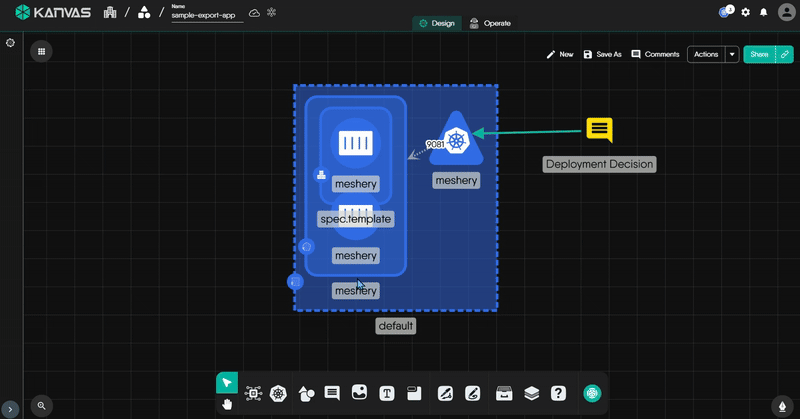 KANVAS
Name
sample-export-app
3
Design
Operate
New
Save As
Comments
Actions
Share
9081
meshery
meshery
Deployment Decision
spec.template
meshery
meshery
default
T
?